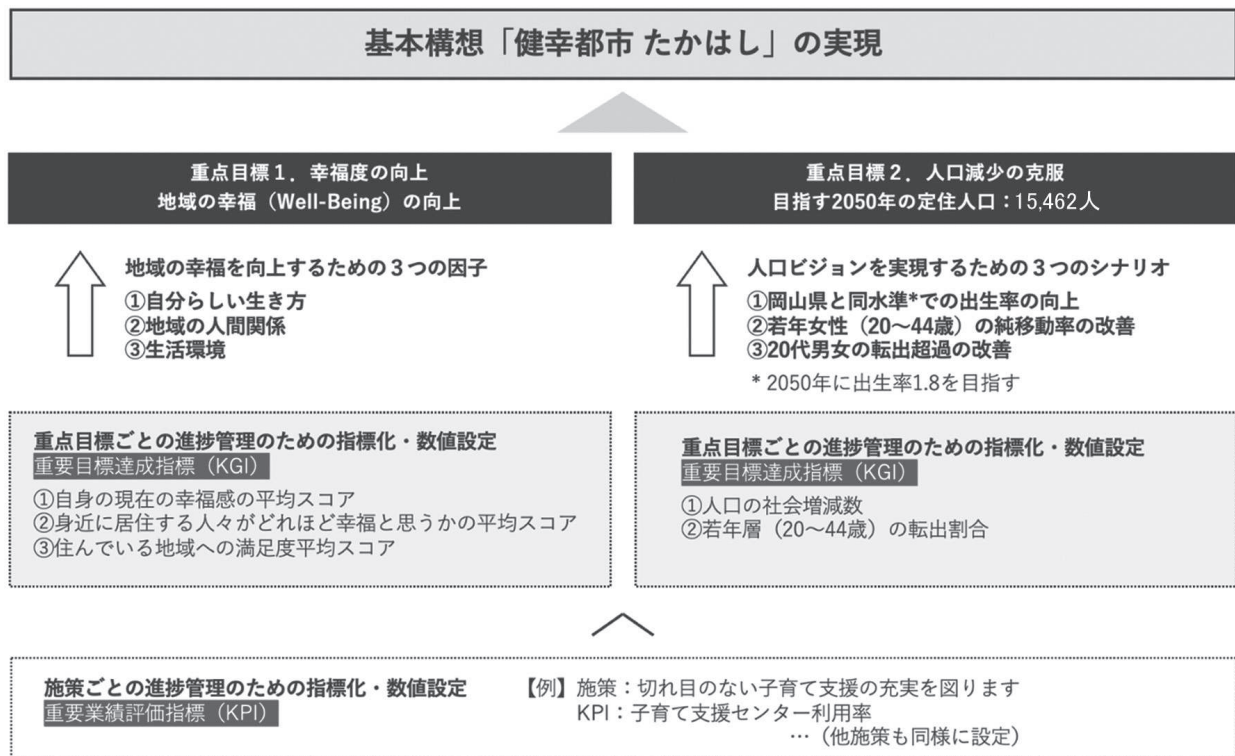 基本構想「健幸都市 たかはし」の実現
重点目標１．幸福度の向上
地域の幸福（Well-Being）の向上
地域の幸福を向上するための３つの因子
①自分らしい生き方
②地域の人間関係
③生活環境
重点目標ごとの進捗管理のための指標化・数値設定
重要目標達成指標（KGI）
①自身の現在の幸福感の平均スコア
②身近に居住する人々がどれほど幸福と思うかの平均スコア
③住んでいる地域への満足度平均スコア
重点目標２．人口減少の克服
目指す2050年の定住人口：15,462人
人口ビジョンを実現するための３つのシナリオ
①岡山県と同水準*での出生率の向上
②若年女性（20～44歳）の純移動率の改善
③20代男女の転出超過の改善
* 2050年に出生率1.8を目指す
重点目標ごとの進捗管理のための指標化・数値設定
重要目標達成指標（KGI）
①人口の社会増減数
②若年層（20～44歳）の転出割合
施策ごとの進捗管理のための指標化・数値設定
重要業績評価指標（KPI）
【例】施策：切れ目のない子育て支援の充実を図ります
KPI：子育て支援センター利用率
…（他施策も同様に設定）